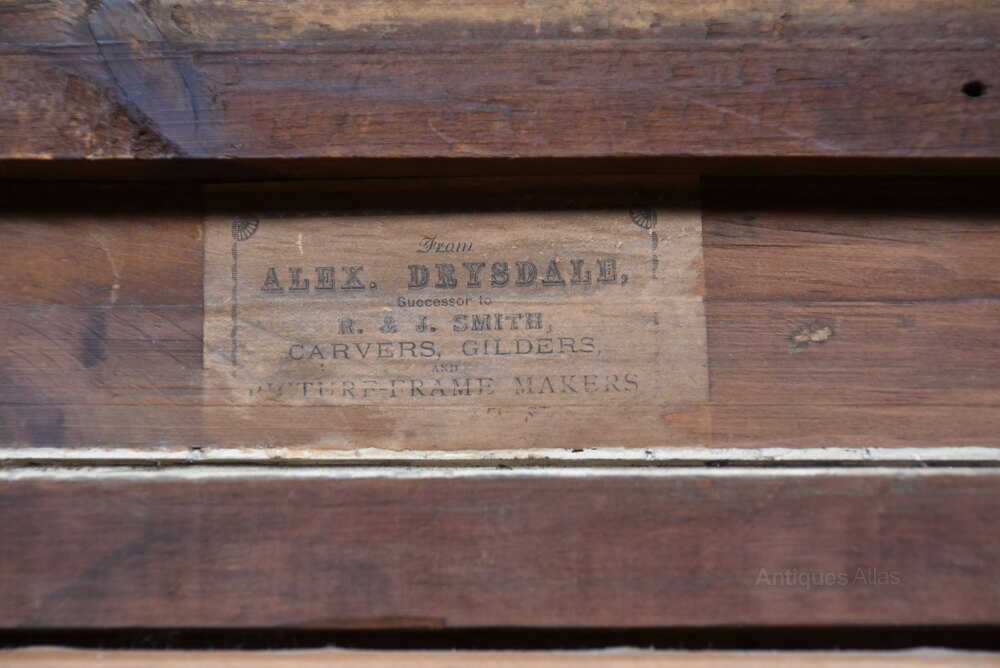 From
ALEX. DRYSDALE,
Successor to
R. & J. SMITH,
CARVERS, GILDERS,
AND
PICTURE-FRAME MAKERS
Antiques Atlas